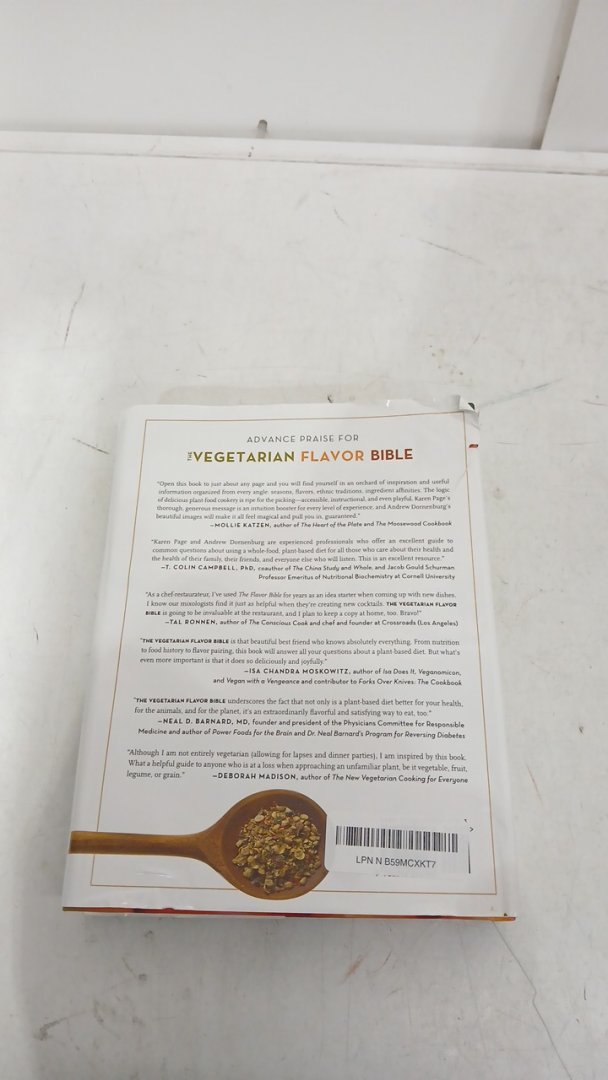 ADVANCE PRAISE FOR
THE VEGETARIAN FLAVOR BIBLE
"Open this book to just about any page and you will find yourself in an orchard of inspiration and useful
information organized from every angle: seasons, flavors, ethnic traditions, ingredient affinities. The logic
of delicious plant-food cookery is ripe for the picking—accessible, instructional, and even playful. Karen Page's
thorough, generous message is an intuition booster for every level of experience, and Andrew Dornenburg's
beautiful images will make it all feel magical and pull you in, guaranteed."
—MOLLIE KATZEN, author of The Heart of the Plate and The Moosewood Cookbook
"Karen Page and Andrew Dornenburg are experienced professionals who offer an excellent guide to
common questions about using a whole-food, plant-based diet for all those who care about their health and
the health of their family, their friends, and everyone else who will listen. This is an excellent resource."
—T. COLIN CAMPBELL, PhD, coauthor of The China Study and Whole, and Jacob Gould Schurman
Professor Emeritus of Nutritional Biochemistry at Cornell University
"As a chef-restaurateur, I've used The Flavor Bible for years as an idea starter when coming up with new dishes.
I know our mixologists find it just as helpful when they're creating new cocktails. THE VEGETARIAN FLAVOR
BIBLE is going to be invaluable at the restaurant, and I plan to keep a copy at home, too. Bravo!"
—TAL RONNEN, author of The Conscious Cook and chef and founder at Crossroads (Los Angeles)
"THE VEGETARIAN FLAVOR BIBLE is that beautiful best friend who knows absolutely everything. From nutrition
to food history to flavor pairing, this book will answer all your questions about a plant-based diet. But what's
even more important is that it does so deliciously and joyfully."
—ISA CHANDRA MOSKOWITZ, author of Isa Does It, Veganomicon,
and Vegan with a Vengeance and contributor to Forks Over Knives: The Cookbook
"THE VEGETARIAN FLAVOR BIBLE underscores the fact that not only is a plant-based diet better for your health,
for the animals, and for the planet, it's an extraordinarily flavorful and satisfying way to eat, too."
—NEAL D. BARNARD, MD, founder and president of the Physicians Committee for Responsible
Medicine and author of Power Foods for the Brain and Dr. Neal Barnard's Program for Reversing Diabetes
"Although I am not entirely vegetarian (allowing for lapses and dinner parties), I am inspired by this book.
What a helpful guide to anyone who is at a loss when approaching an unfamiliar plant, be it vegetable, fruit,
legume, or grain." —DEBORAH MADISON, author of The New Vegetarian Cooking for Everyone
LPN N B59MCXKT7